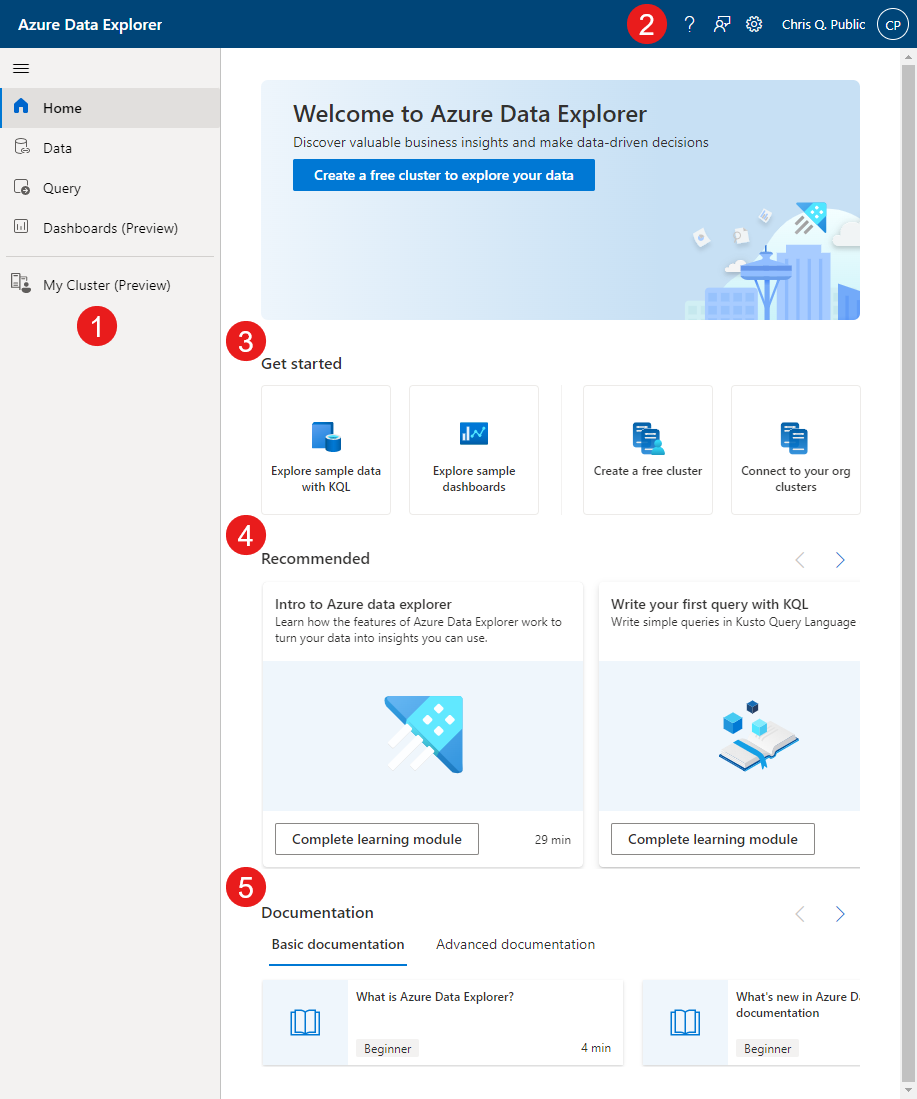 Azure Data Explorer
2
?
Chris Q. Public
CP
Home
Data
Query
Dashboards (Preview)
My Cluster (Preview)
1
Welcome to Azure Data Explorer
Discover valuable business insights and make data-driven decisions
Create a free cluster to explore your data
3
Get started
Explore sample data
with KQL
Explore sample
dashboards
Create a free cluster
Connect to your org
clusters
4
Recommended
Intro to Azure data explorer
Learn how the features of Azure Data Explorer work to
turn your data into insights you can use.
Complete learning module
29 min
Write your first query with KQL
Write simple queries in Kusto Query Language
Complete learning module
5
Documentation
Basic documentation
Advanced documentation
What is Azure Data Explorer?
Beginner
4 min
What's new in Azure Da
documentation
Beginner